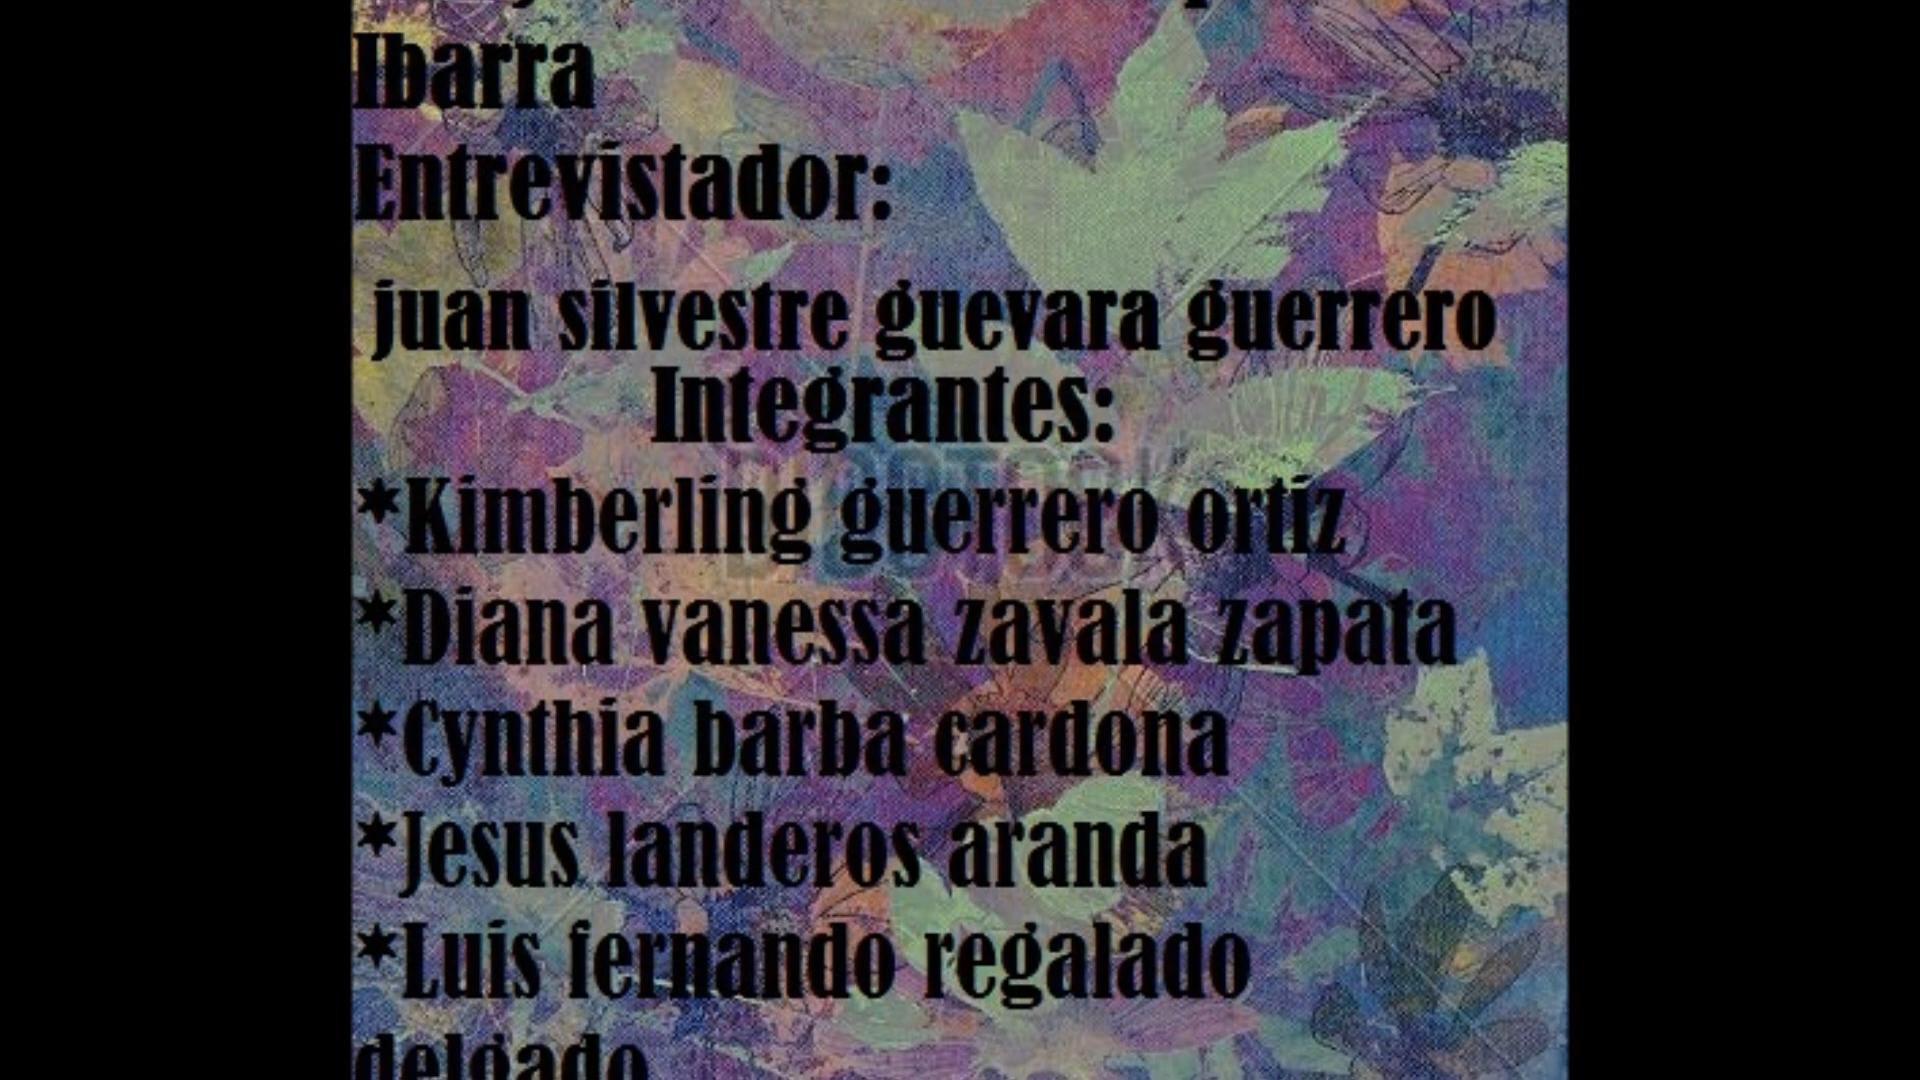 Ibarra
Entrevistador:
juan silvestre guevara guerrero
Integrantes:
*Kimberling guerrero ortiz
*Diana vanessa zavala zapata
*Cynthia barba cardona
*Jesus landeros aranda
*Luis fernando regalado
delgado